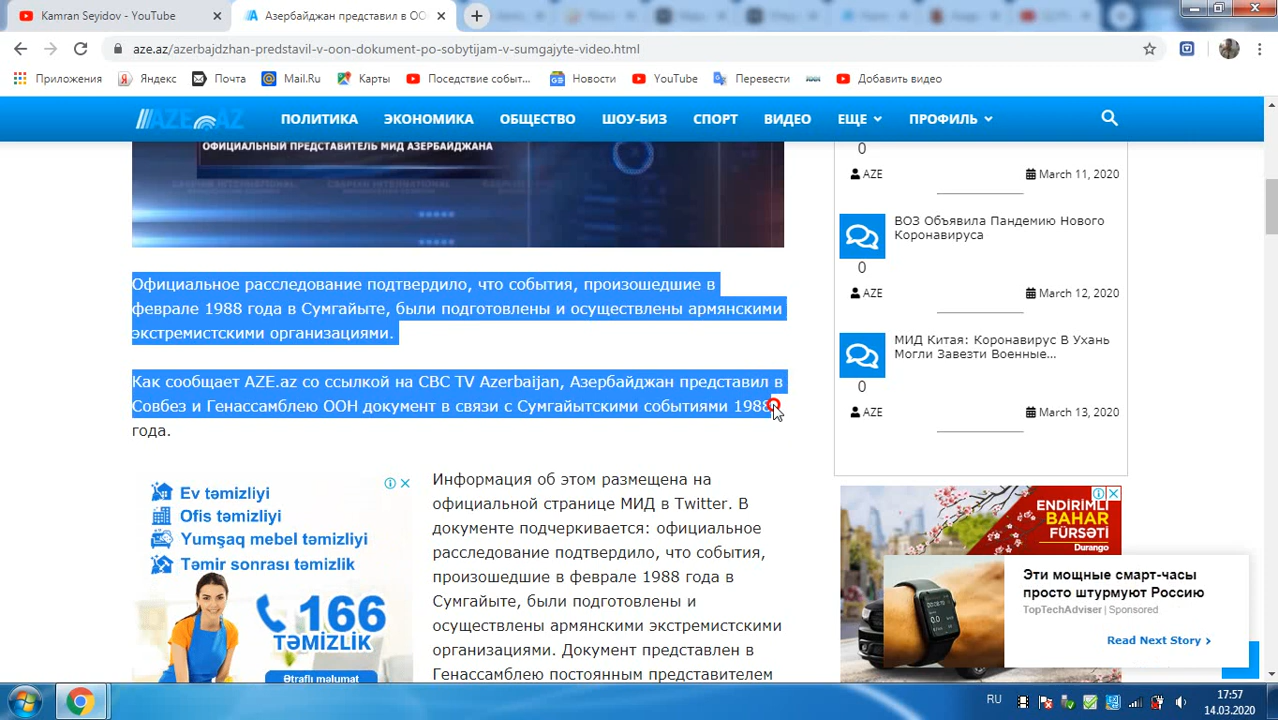 Kamran Seyidov - YouTube
Азербайджан представил в ОО
aze.az/azerbajdzhan-predstavil-v-oon-dokument-po-sobytijam-v-sumgajyte-video.html
Приложения
Яндекс
Почта
Mail.Ru
Карты
Поседствие событ...
Новости
YouTube
Перевести
Добавить видео
AZE.AZ
ПОЛИТИКА
ЭКОНОМИКА
ОБЩЕСТВО
ШОУ-БИЗ
СПОРТ
ВИДЕО
ЕЩЕ
ПРОФИЛЬ
ОФИЦИАЛЬНЫЙ ПРЕДСТАВИТЕЛЬ МИД АЗЕРБАЙДЖАНА
Официальное расследование подтвердило, что события, произошедшие в
феврале 1988 года в Сумгайыте, были подготовлены и осуществлены армянскими
экстремистскими организациями.
Как сообщает AZE.az со ссылкой на CBC TV Azerbaijan, Азербайджан представил в
Совбез и Генассамблею ООН документ в связи с Сумгайытскими событиями 1988
года.
Информация об этом размещена на
официальной странице МИД в Twitter. В
документе подчеркивается: официальное
расследование подтвердило, что события,
произошедшие в феврале 1988 года в
Сумгайыте, были подготовлены и
осуществлены армянскими экстремистскими
организациями. Документ представлен в
Генассамблею постоянным представителем
Ev təmizliyi
Ofis təmizliyi
Yumşaq mebel təmizliyi
Təmir sonrası təmizlik
166
TƏMİZLİK
Ətraflı məlumat
0
AZE
March 11, 2020
ВОЗ Объявила Пандемию Нового
Коронавируса
0
AZE
March 12, 2020
МИД Китая: Коронавирус В Ухань
Могли Завезти Военные...
0
AZE
March 13, 2020
ENDİRİMLİ
BAHAR
FÜRSƏTİ
Durango
Эти мощные смарт-часы
просто штурмуют Россию
TopTechAdviser | Sponsored
Read Next Story
RU
17:57
14.03.2020